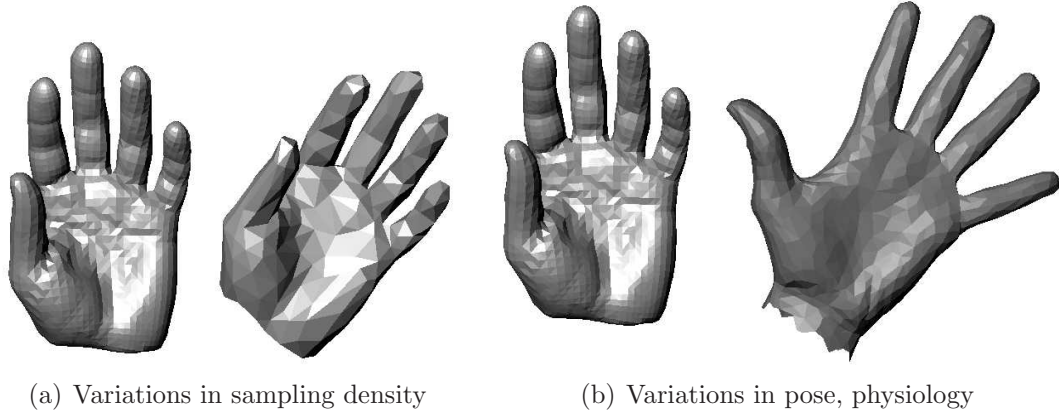 (a) Variations in sampling density
(b) Variations in pose, physiology